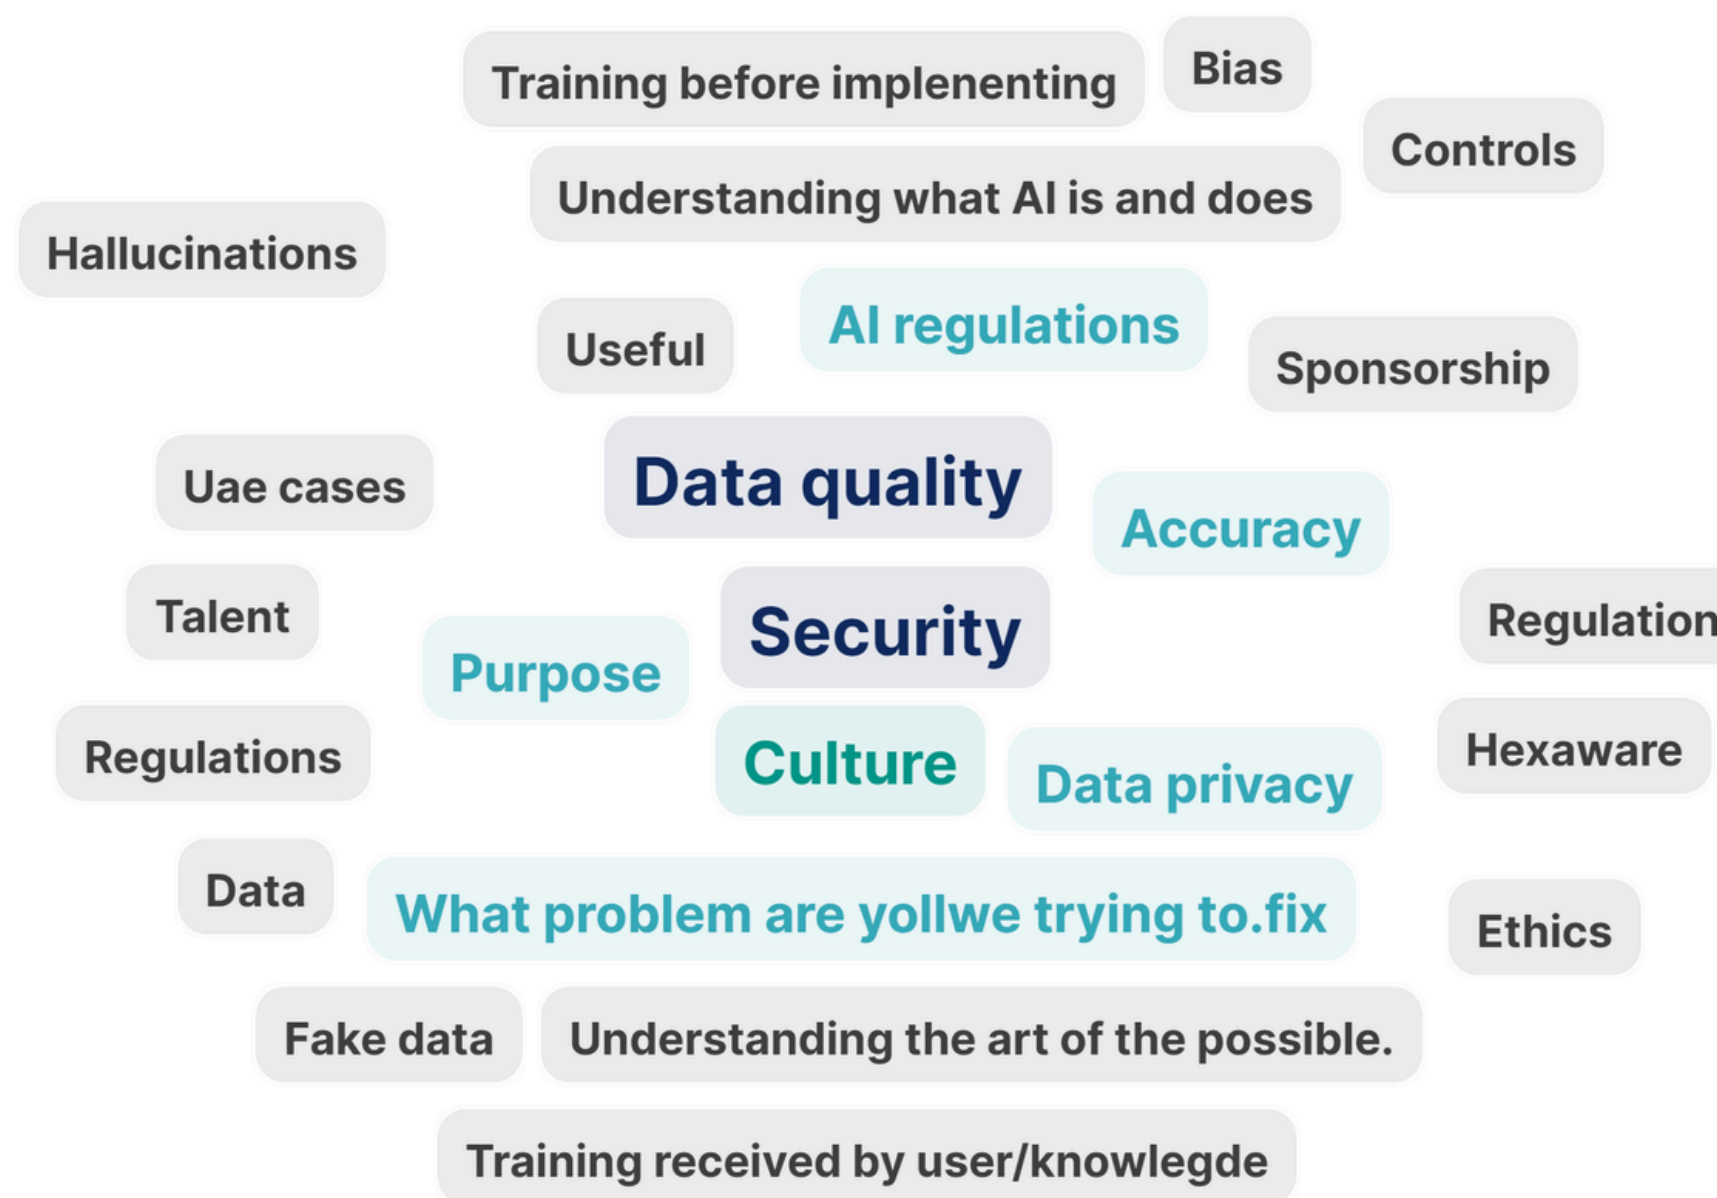 Training before implenenting
Bias
Controls
Understanding what AI is and does
Hallucinations
Useful
AI regulations
Sponsorship
Uae cases
Data quality
Accuracy
Talent
Purpose
Security
Regulation
Regulations
Culture
Data privacy
Hexaware
Data
What problem are yollwe trying to.fix
Ethics
Fake data
Understanding the art of the possible.
Training received by user/knowlegde